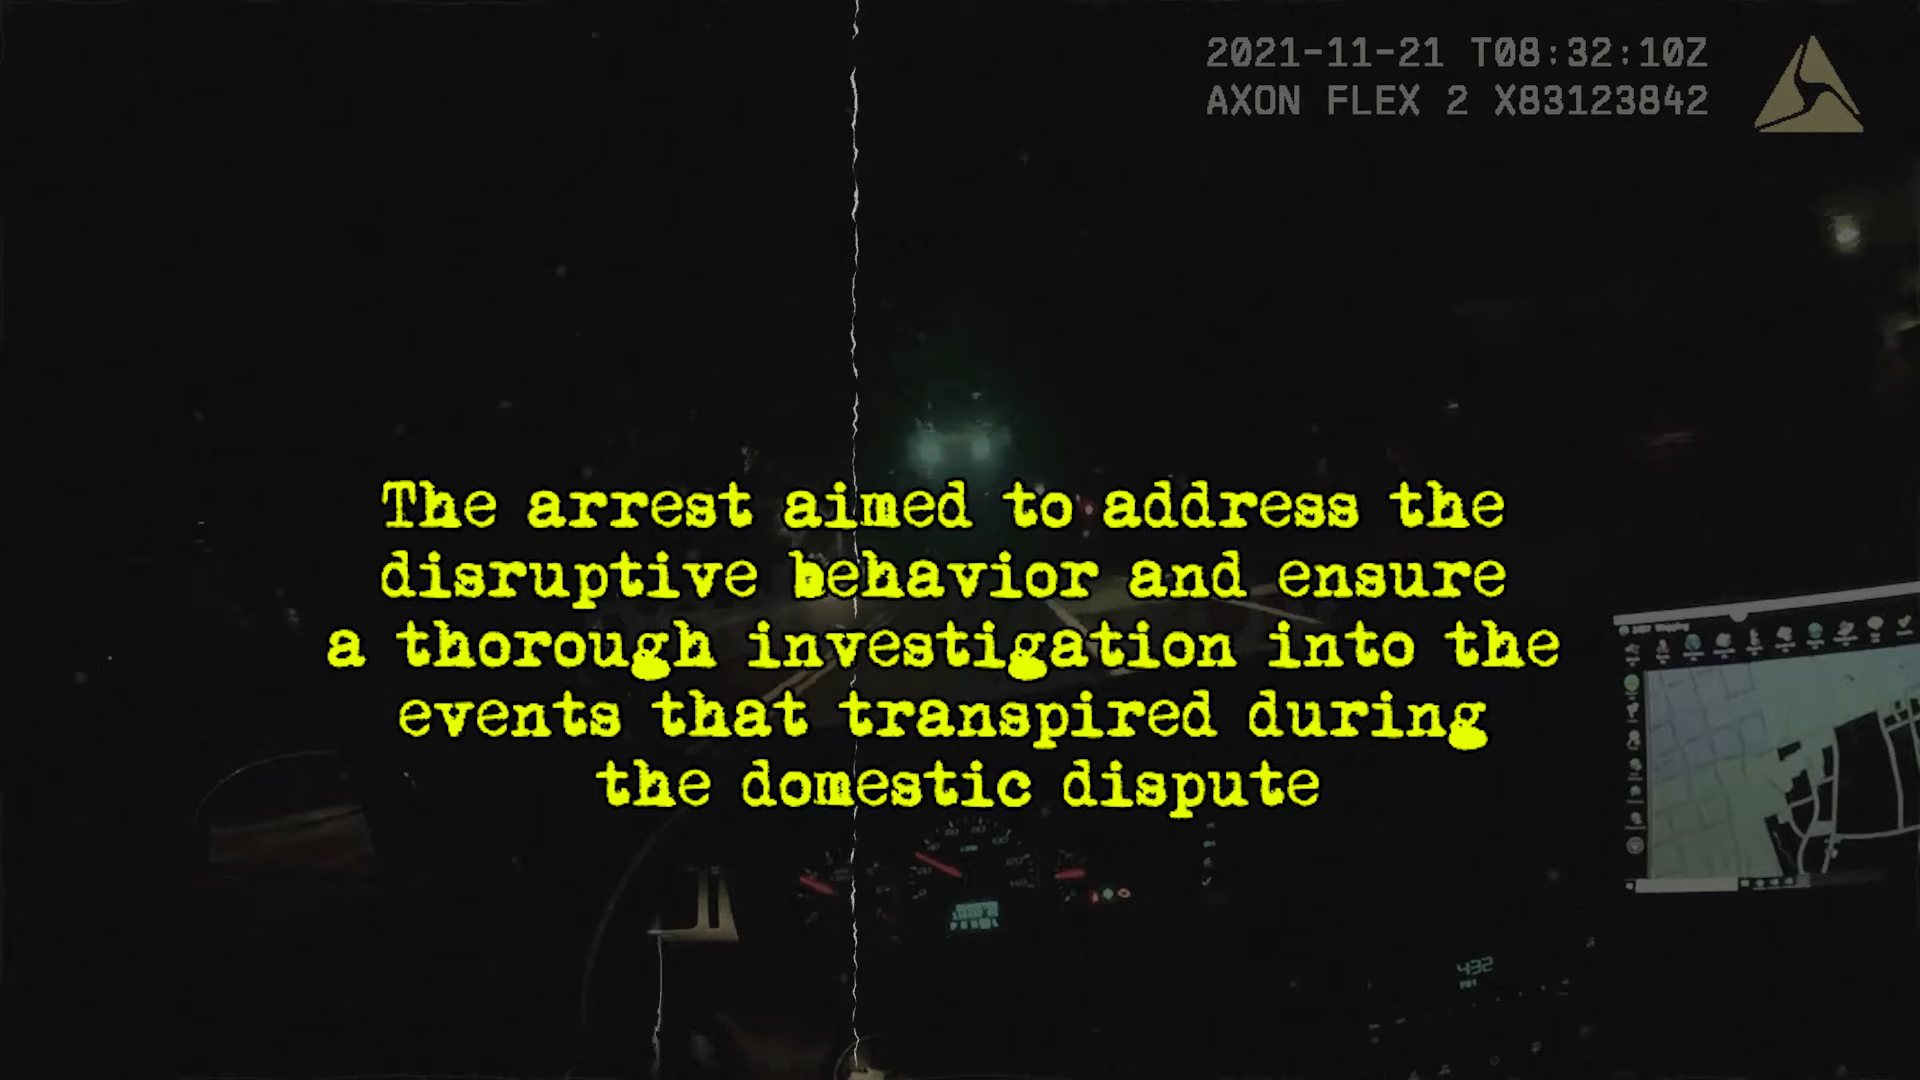 2021-11-21 T08:32:10Z
AXON FLEX 2 X83123842
The arrest aimed to address the
disruptive behavior and ensure
a thorough investigation into the
events that transpired during
the domestic dispute
432